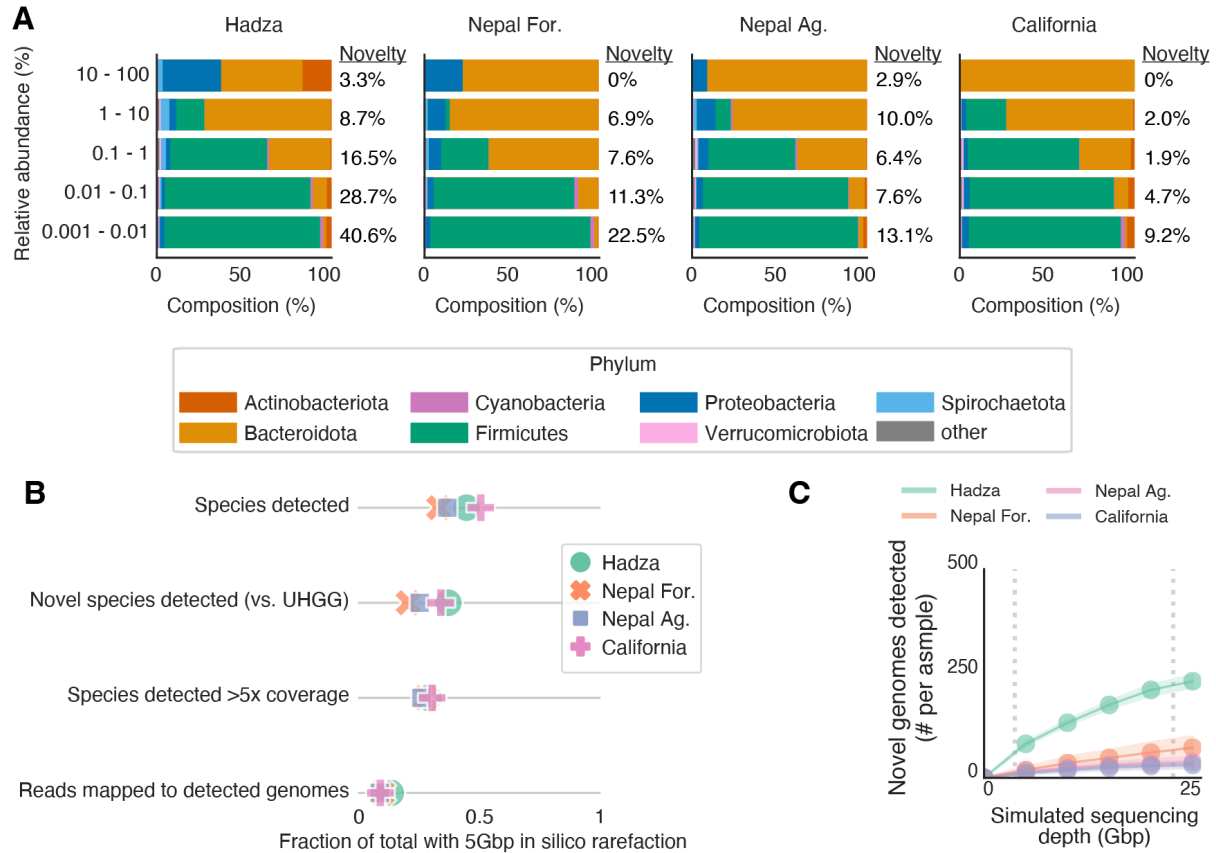 A
Hadza
Nepal For.
Nepal Ag.
California
Relative abundance (%)
Novelty
Novelty
Novelty
Novelty
10 - 100
3.3%
0%
2.9%
0%
1 - 10
8.7%
6.9%
10.0%
2.0%
0.1 - 1
16.5%
7.6%
6.4%
1.9%
0.01 - 0.1
28.7%
11.3%
7.6%
4.7%
0.001 - 0.01
40.6%
22.5%
13.1%
9.2%
0 50 100
0 50 100
0 50 100
0 50 100
Composition (%)
Composition (%)
Composition (%)
Composition (%)
Phylum
Actinobacteriota
Cyanobacteria
Proteobacteria
Spirochaetota
Bacteroidota
Firmicutes
Verrucomicrobiota
other
B
Species detected
Novel species detected (vs. UHGG)
Species detected >5x coverage
Reads mapped to detected genomes
Hadza
Nepal For.
Nepal Ag.
California
0 0.5 1
Fraction of total with 5Gbp in silico rarefaction
C
Hadza
Nepal Ag.
Nepal For.
California
Novel genomes detected
(# per asmple)
500
250
0
0 25
Simulated sequencing
depth (Gbp)